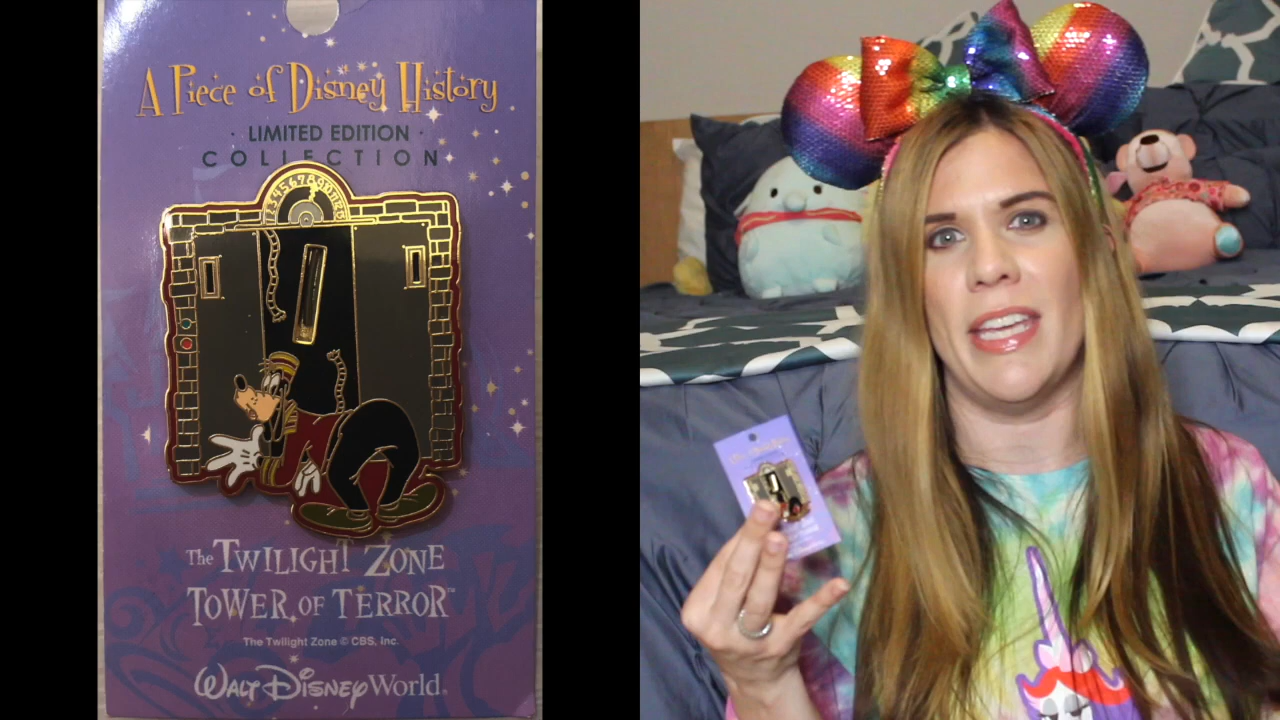 A Piece of Disney History
· LIMITED EDITION ·
COLLECTION
The TWILIGHT ZONE
TOWER OF TERROR™
The Twilight Zone © CBS, Inc.
WALT DISNEY World®